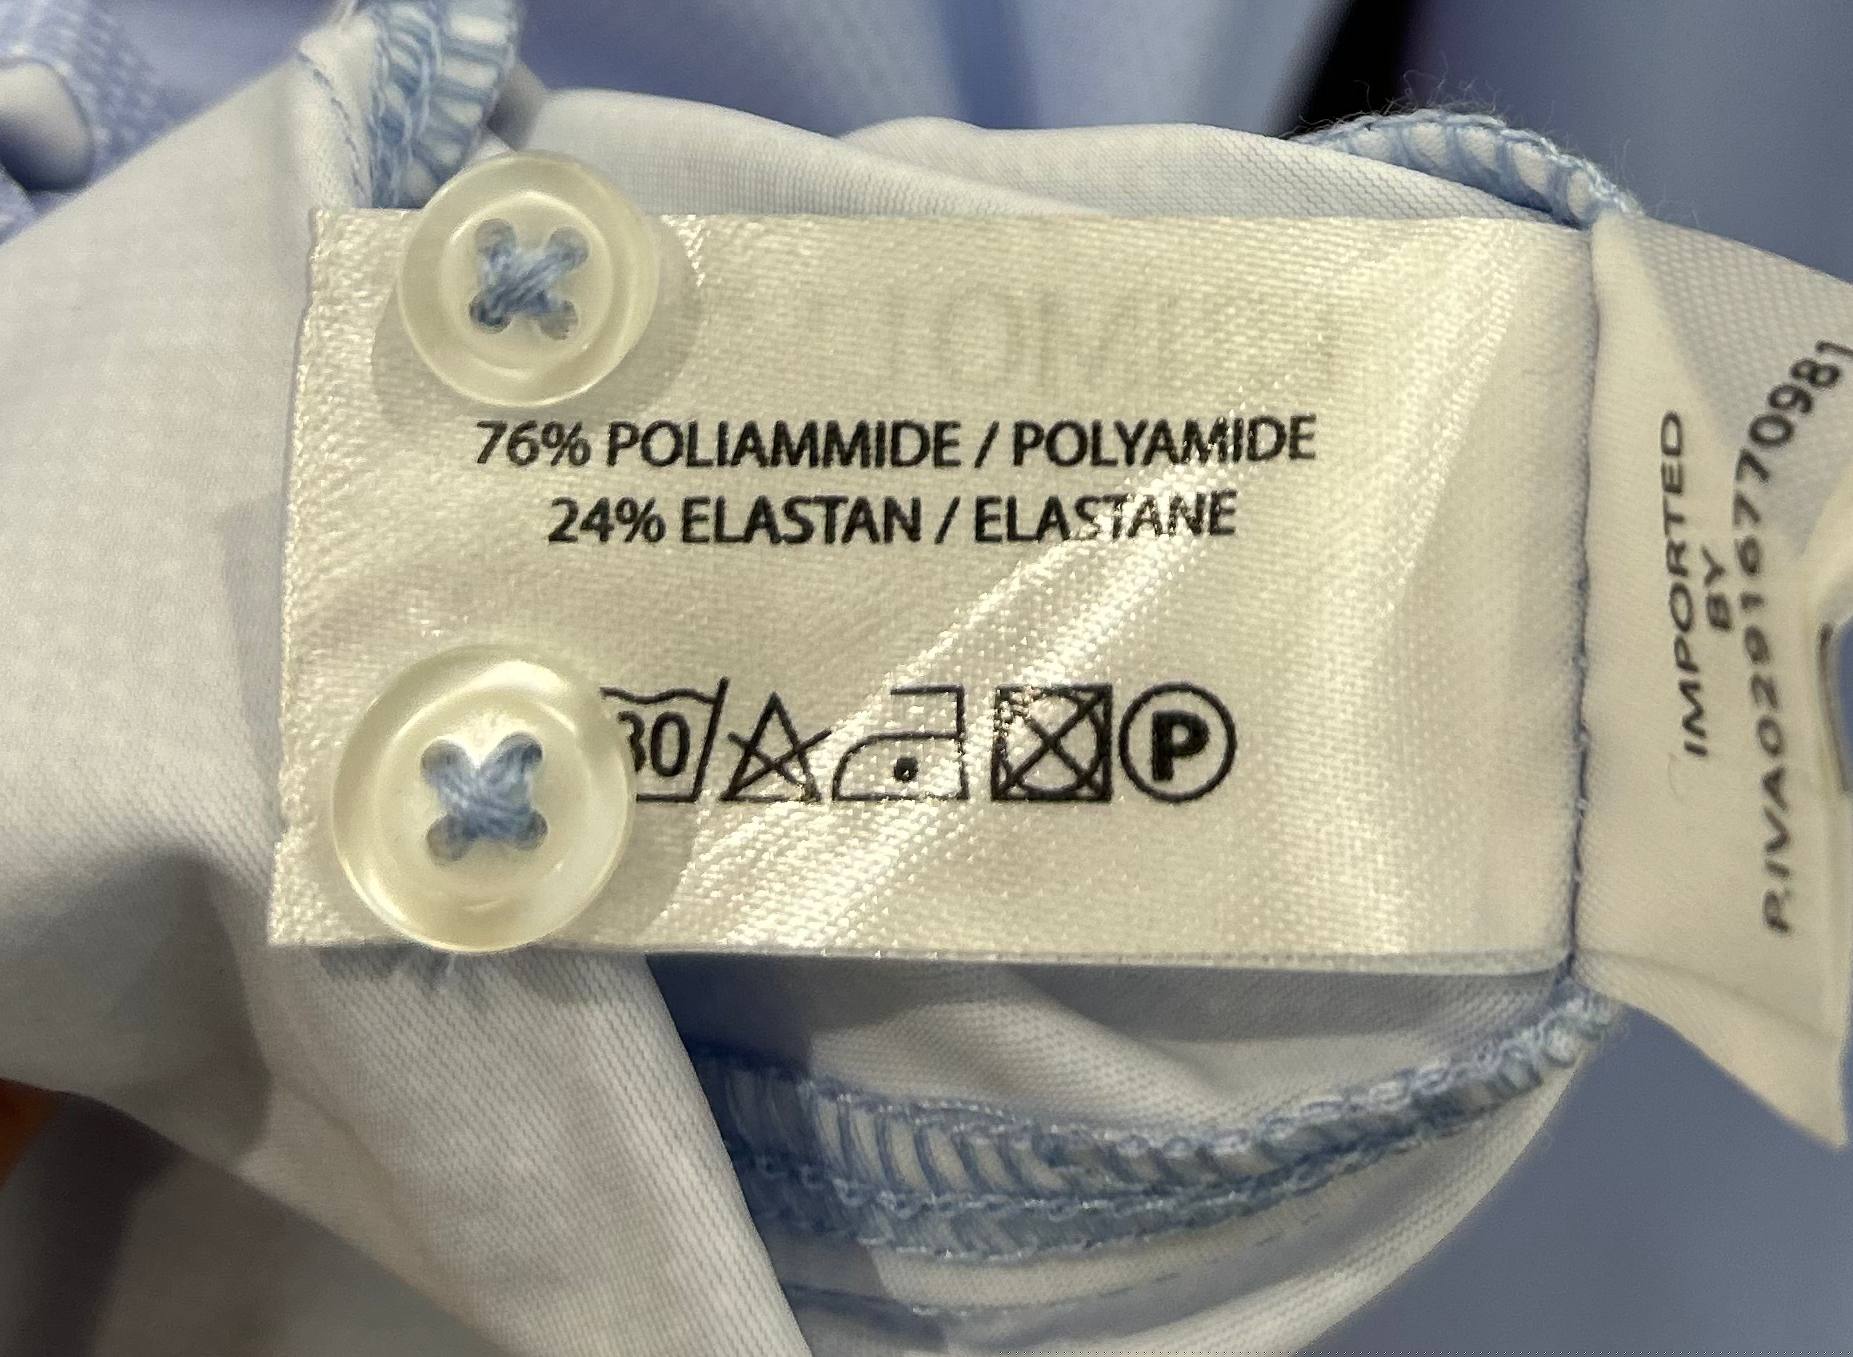 76% POLIAMMIDE / POLYAMIDE
24% ELASTAN / ELASTANE
30
P
IMPORTED
BY
P.IVA02916770981